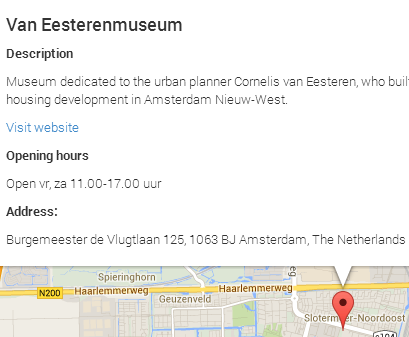 Van Eesterenmuseum
Description
Museum dedicated to the urban planner Cornelis van Eesteren, who built
housing development in Amsterdam Nieuw-West.
Visit website
Opening hours
Open vr, za 11.00-17.00 uur
Address:
Burgemeester de Vlugtlaan 125, 1063 BJ Amsterdam, The Netherlands
Spieringhorn
N200
Haarlemmerweg
Haarlemmerweg
Geuzenveld
Slotermeer-Noordoost
s104